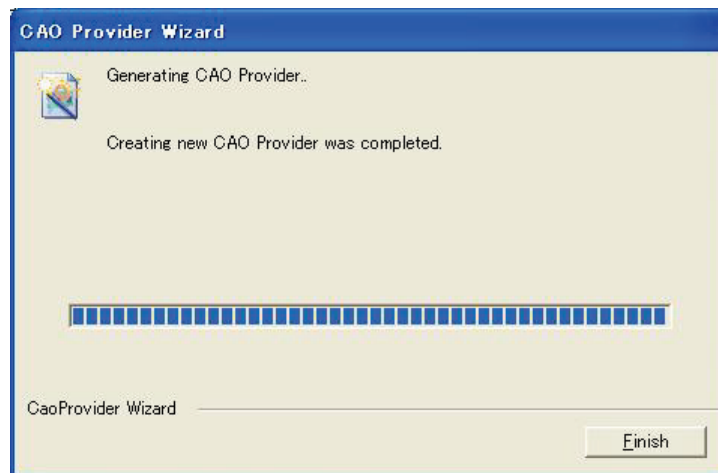 CAO Provider Wizard
Generating CAO Provider..
Creating new CAO Provider was completed.
CaoProvider Wizard
Finish